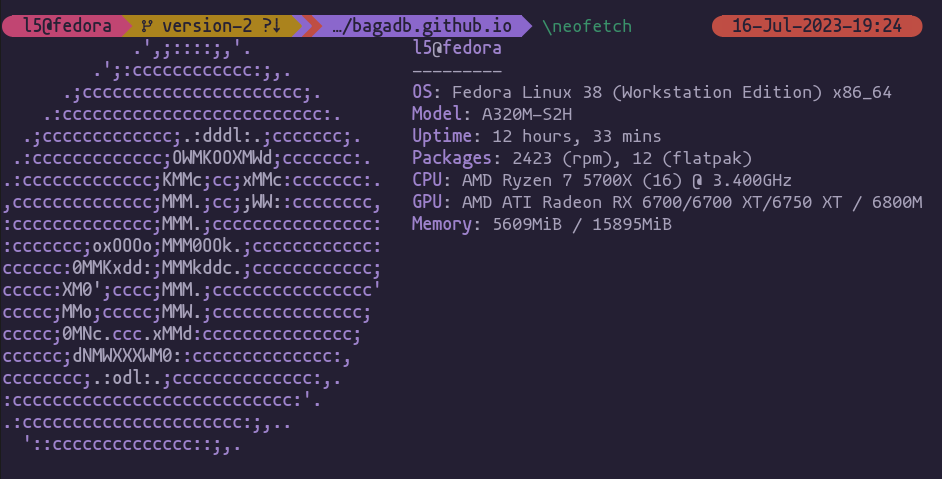 l5@fedora version-2 ?↓ …/bagadb.github.io \neofetch 16-Jul-2023-19:24
          .',;::::;,'.                   l5@fedora
      .';:cccccccccccc:;,.               ---------
   .;cccccccccccccccccccccc;.            OS: Fedora Linux 38 (Workstation Edition) x86_64
  .:cccccccccccccccccccccccccc:.         Model: A320M-S2H
 .;ccccccccccccc;.:dddl:.;ccccccc;.      Uptime: 12 hours, 33 mins
.:ccccccccccccc;OWMKOOXMWd;ccccccc:.     Packages: 2423 (rpm), 12 (flatpak)
.:ccccccccccccc;KMMc;cc;xMMc:ccccccc:.   CPU: AMD Ryzen 7 5700X (16) @ 3.400GHz
,cccccccccccccc;MMM.;cc;;WW::cccccccc,   GPU: AMD ATI Radeon RX 6700/6700 XT/6750 XT / 6800M
:cccccccccccccc;MMM.;cccccccccccccccc:   Memory: 5609MiB / 15895MiB
:ccccccc;oxOOOo;MMM0OOk.;cccccccccccc:
cccccc:0MMKxdd:;MMMkddc.;cccccccccccc;
ccccc:XM0';cccc;MMM.;cccccccccccccccc'
ccccc;MMo;ccccc;MMW.;ccccccccccccccc;
ccccc;0MNc.ccc.xMMd:ccccccccccccccc;
cccccc;dNMWXXXWM0::cccccccccccccc:,
cccccccc;.:odl:.;cccccccccccccc:,.
:cccccccccccccccccccccccccccc:'.
.:cccccccccccccccccccccc:;,..
  '::cccccccccccccc::;,.